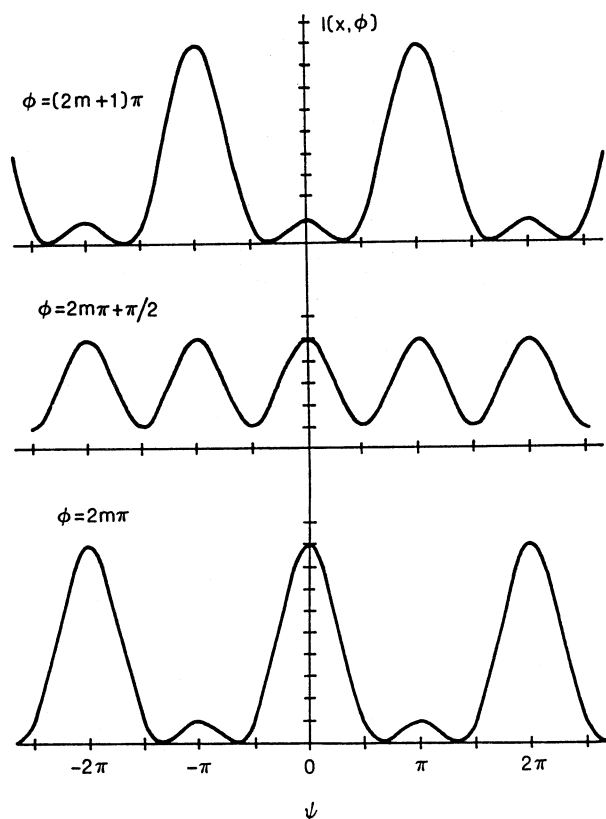 I(x,ϕ)
ϕ=(2m+1)π
ϕ=2mπ+π/2
ϕ=2mπ
-2π -π 0 π 2π
ψ